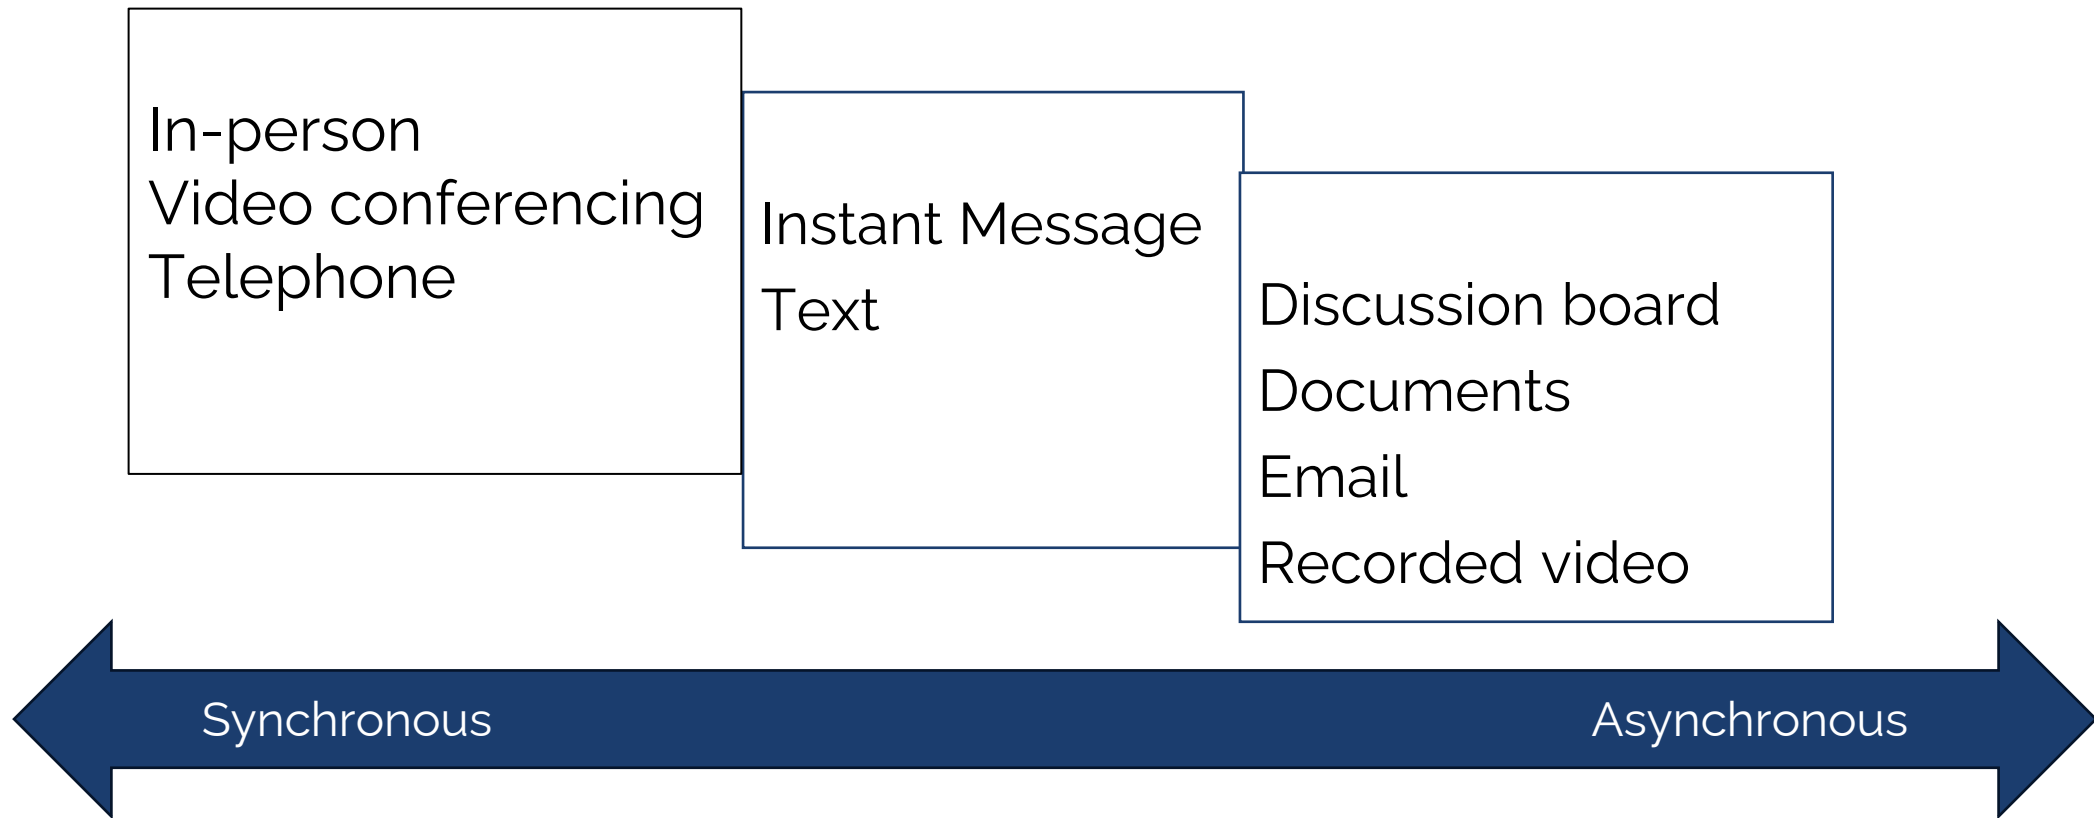 In-person
Video conferencing
Telephone
Instant Message
Text
Discussion board
Documents
Email
Recorded video
Synchronous
Asynchronous